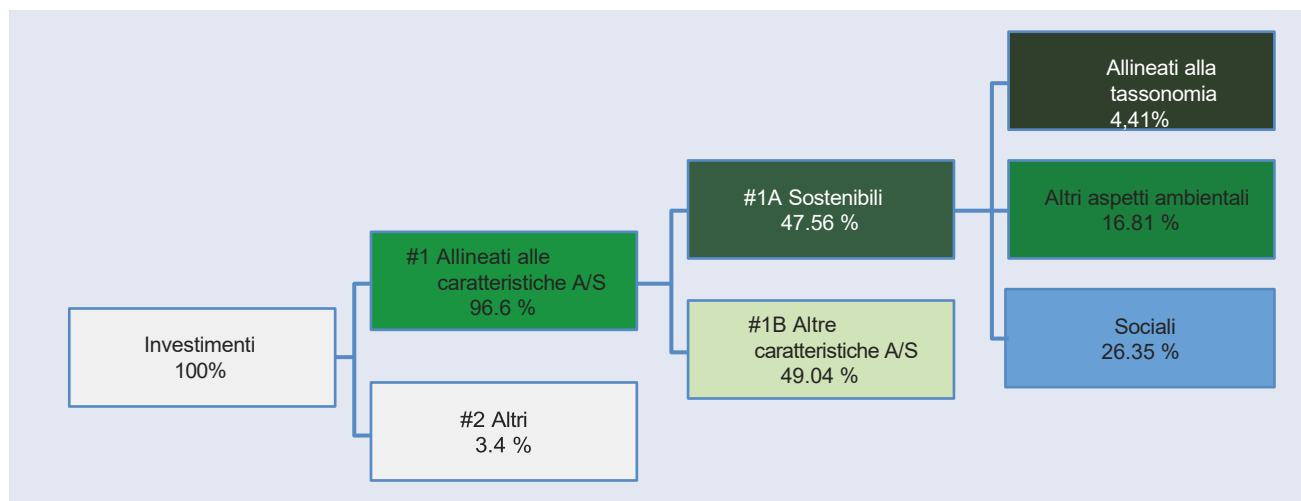 Investimenti
100%
#1 Allineati alle
caratteristiche A/S
96.6 %
#2 Altri
3.4 %
#1A Sostenibili
47.56 %
#1B Altre
caratteristiche A/S
49.04 %
Allineati alla
tassonomia
4,41%
Altri aspetti ambientali
16.81 %
Sociali
26.35 %